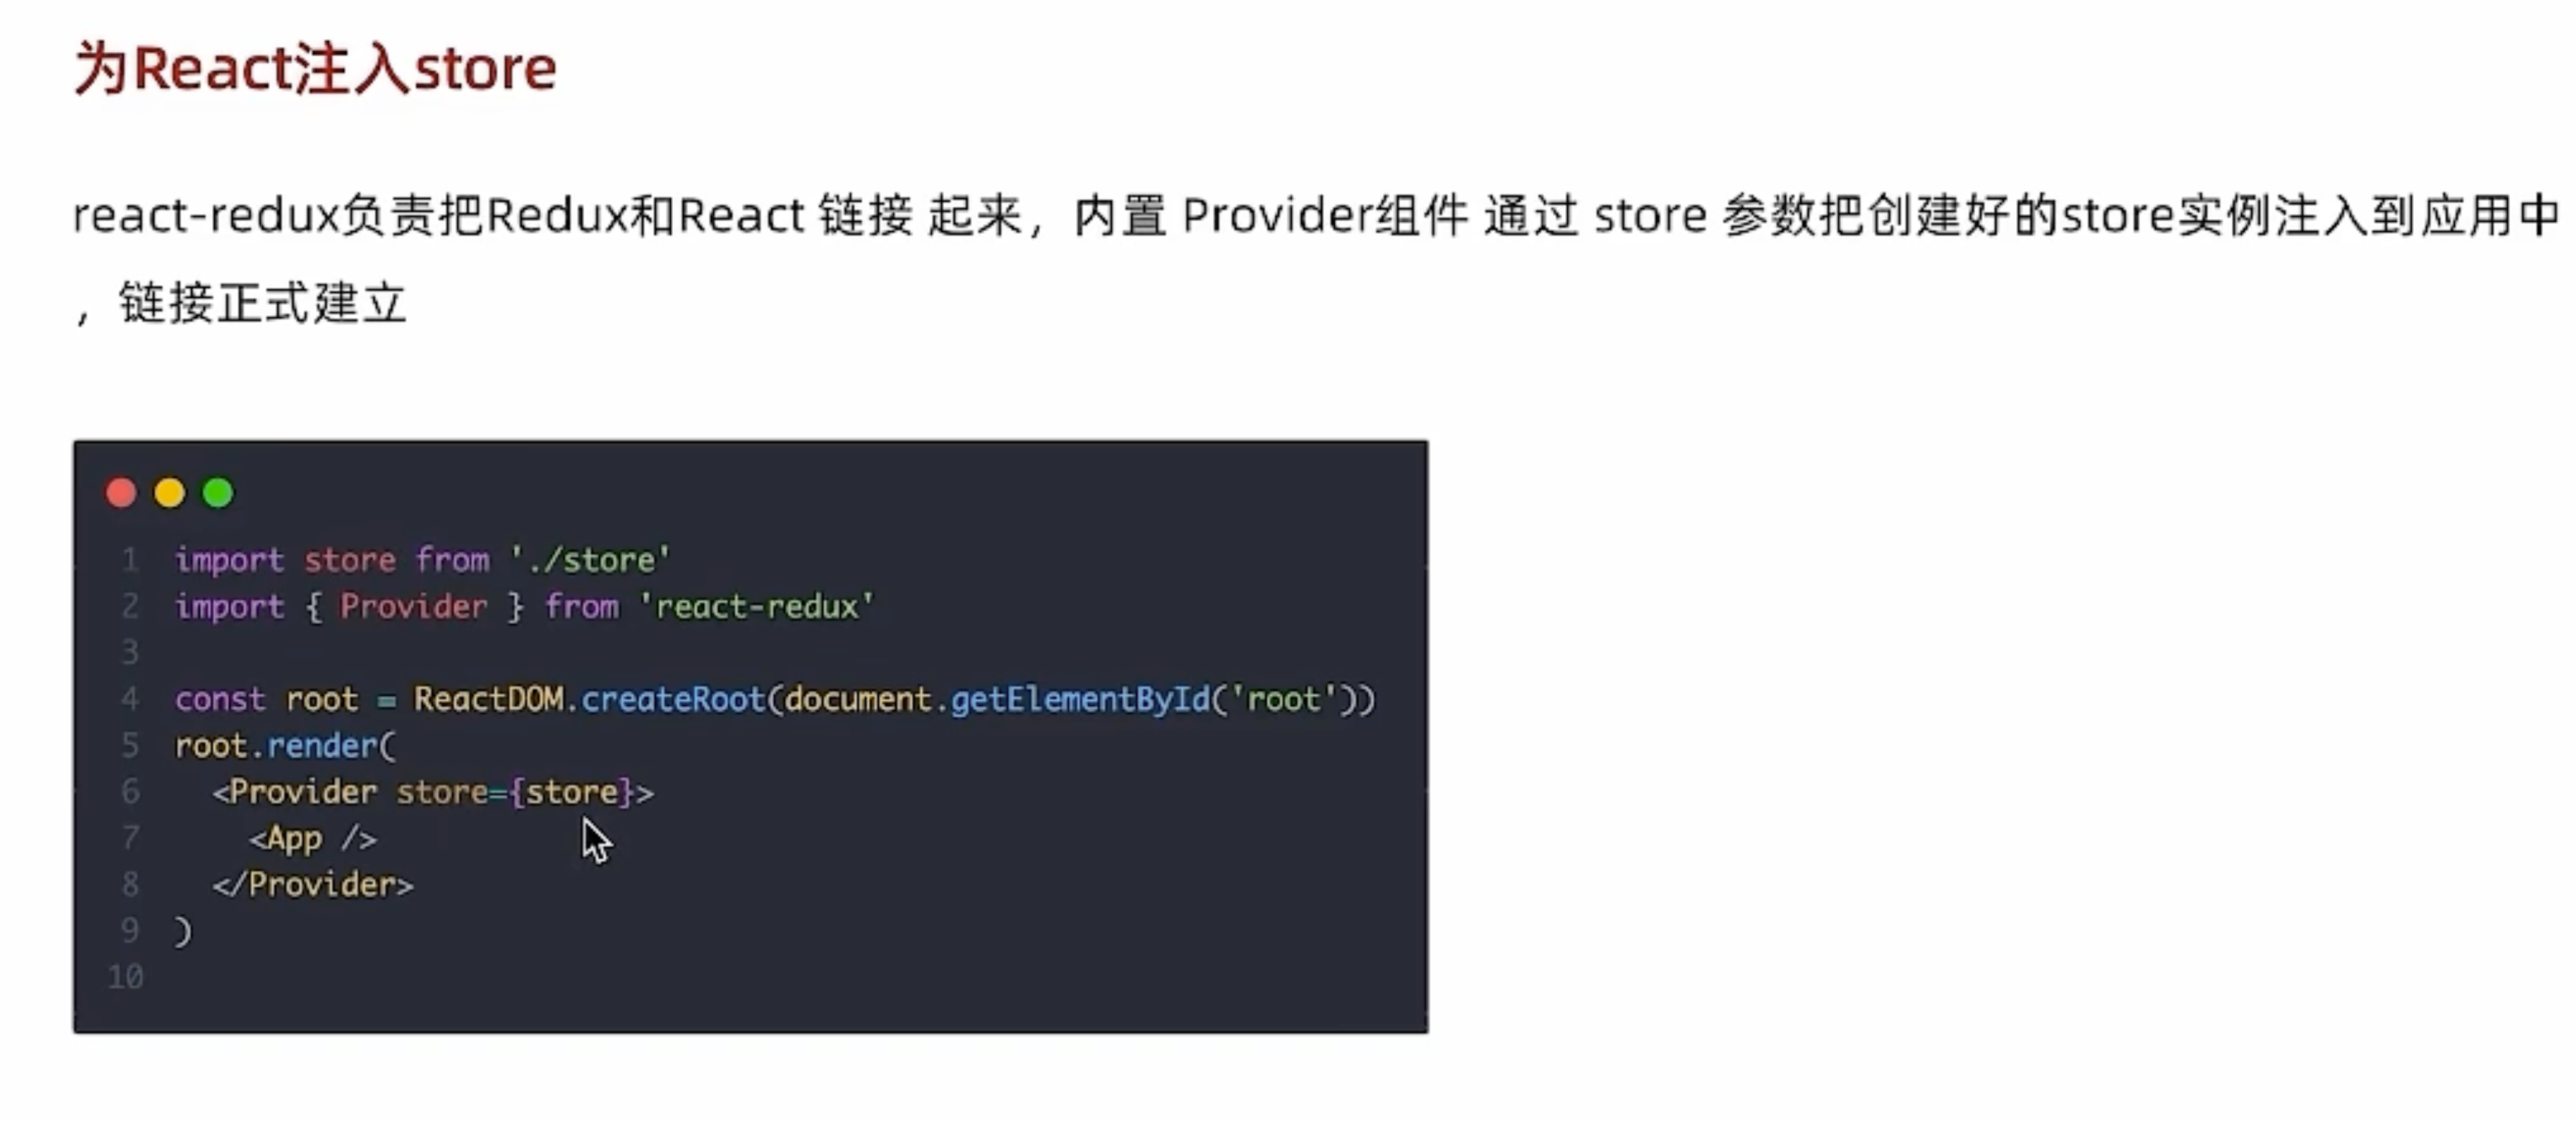 为React注入store
react-redux负责把Redux和React 链接 起来，内置 Provider组件 通过 store 参数把创建好的store实例注入到应用中
，链接正式建立
1 import store from './store'
2 import { Provider } from 'react-redux'
3
4 const root = ReactDOM.createRoot(document.getElementById('root'))
5 root.render(
6   <Provider store={store}>
7     <App />
8   </Provider>
9 )
10